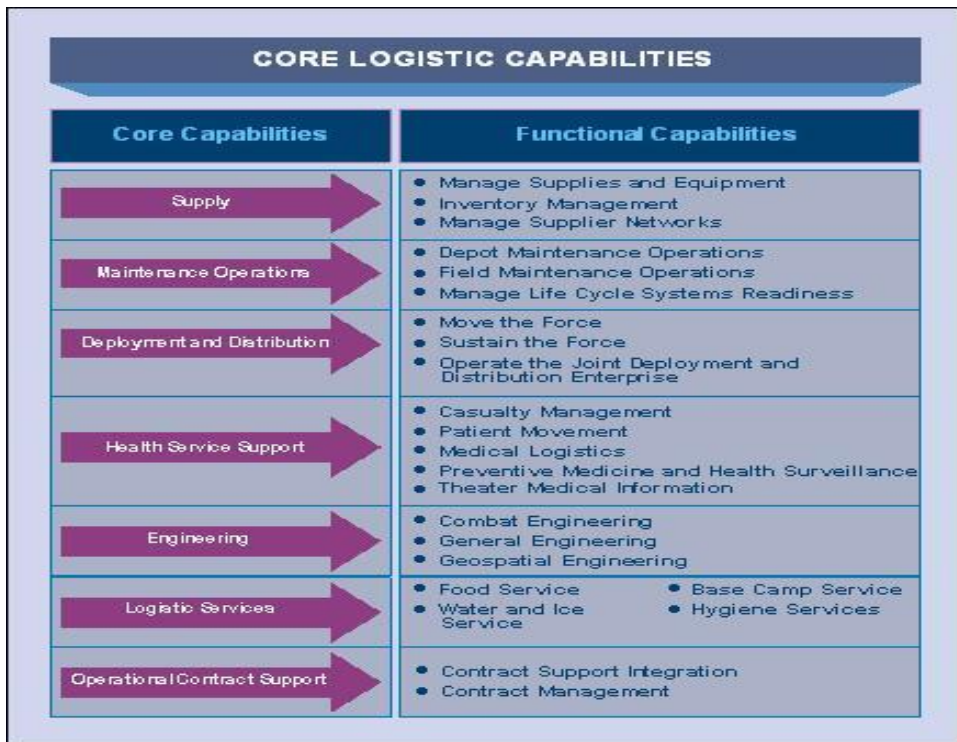 CORE LOGISTIC CAPABILITIES
Core Capabilities
Functional Capabilities
Supply
• Manage Supplies and Equipment
• Inventory Management
• Manage Supplier Networks
Maintenance Operations
• Depot Maintenance Operations
• Field Maintenance Operations
• Manage Life Cycle Systems Readiness
Deployment and Distribution
• Move the Force
• Sustain the Force
• Operate the Joint Deployment and
Distribution Enterprise
Health Service Support
• Casualty Management
• Patient Movement
• Medical Logistics
• Preventive Medicine and Health Surveillance
• Theater Medical Information
Engineering
• Combat Engineering
• General Engineering
• Geospatial Engineering
Logistic Services
• Food Service
• Water and Ice
Service
• Base Camp Service
• Hygiene Services
Operational Contract Support
• Contract Support Integration
• Contract Management